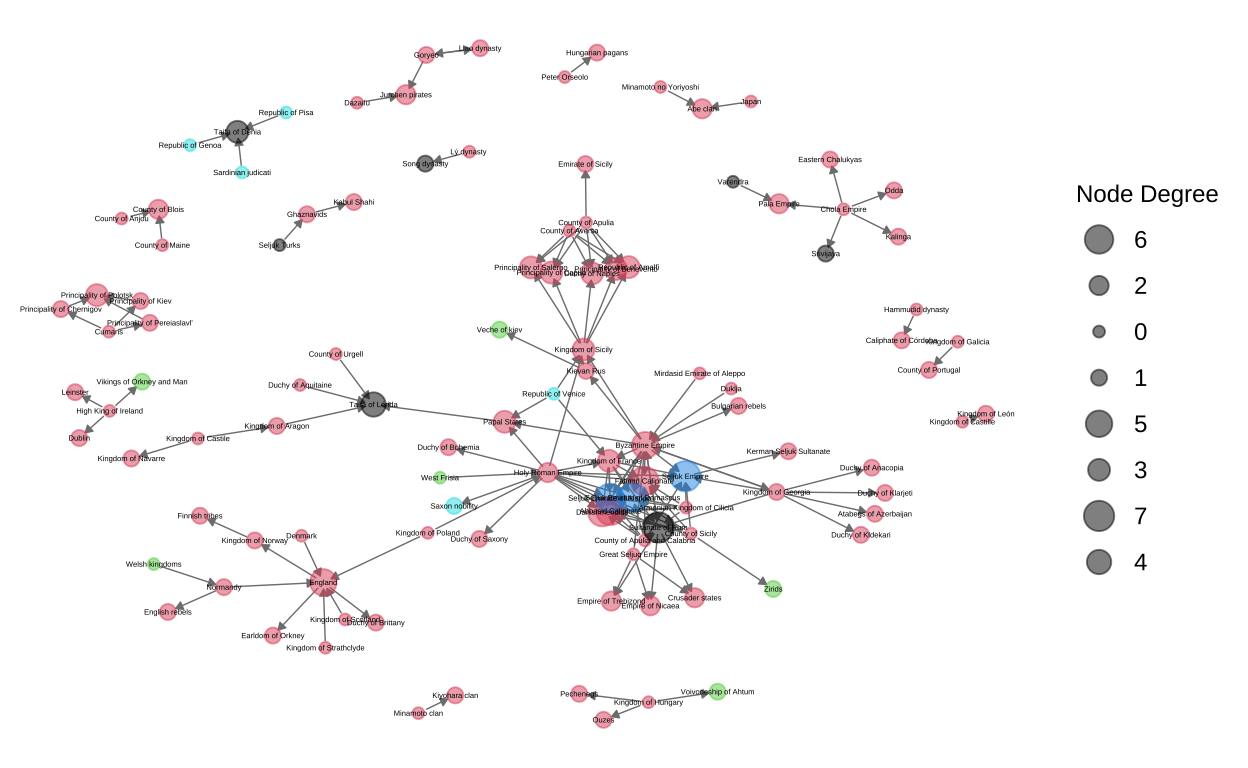 Goryeo
Liao dynasty
Hungarian pagans
Peter Orseolo
Jurchen pirates
Dazaifu
Minamoto no Yoriyoshi
Abe clan
Japan
Republic of Pisa
Taifa of Denia
Republic of Genoa
Sardinian judicati
Song dynasty
Lý dynasty
Emirate of Sicily
Eastern Chalukyas
Varendra
Odda
Pala Empire
Chola Empire
Kalinga
Srivijava
County of Anjou
County of Blois
County of Maine
Kabul Shahi
Ghaznavids
Seljuk Turks
County of Apulia
County of Aversa
Principality of Salerno
Principality of Capua
Duchy of Naples
Principality of Benevento
Republic of Amalfi
Node Degree
6
2
0
1
5
3
7
4
Principality of Polotsk
Principality of Kiev
Principality of Chernigov
Principality of Pereiaslavl'
Cumans
Hammudid dynasty
Caliphate of Córdoba
Kingdom of Galicia
County of Portugal
Veche of kiev
Kingdom of Sicily
Kievan Rus
County of Urgell
Duchy of Aquitaine
Republic of Venice
Mirdasid Emirate of Aleppo
Duklja
Bulgarian rebels
Vikings of Orkney and Man
Leinster
High King of Ireland
Dublin
Kingdom of León
Kingdom of Castille
Kingdom of Aragon
Papal States
Kingdom of Castile
Kingdom of Navarre
Duchy of Bohemia
Byzantine Empire
Kingdom of France
Kerman Seljuk Sultanate
West Frisia
Holy Roman Empire
Fatimid Caliphate
Seljuk Empire
Duchy of Anacopia
Kingdom of Georgia
Duchy of Klarjeti
Atabegs of Azerbaijan
Duchy of Kldekari
Saxon nobility
Armenian Kingdom of Cilicia
Sultanate of Rum
County of Sicily
County of Apulia and Calabria
Great Seljuq Empire
Finnish tribes
Kingdom of Norway
Denmark
Kingdom of Poland
Duchy of Saxony
Welsh kingdoms
Normandy
England
English rebels
Zirids
Empire of Trebizond
Empire of Nicaea
Crusader states
Kingdom of Scotland
Duchy of Brittany
Earldom of Orkney
Kingdom of Strathclyde
Kiyohara clan
Minamoto clan
Pechenegs
Kingdom of Hungary
Voivodeship of Ahtum
Ouzes